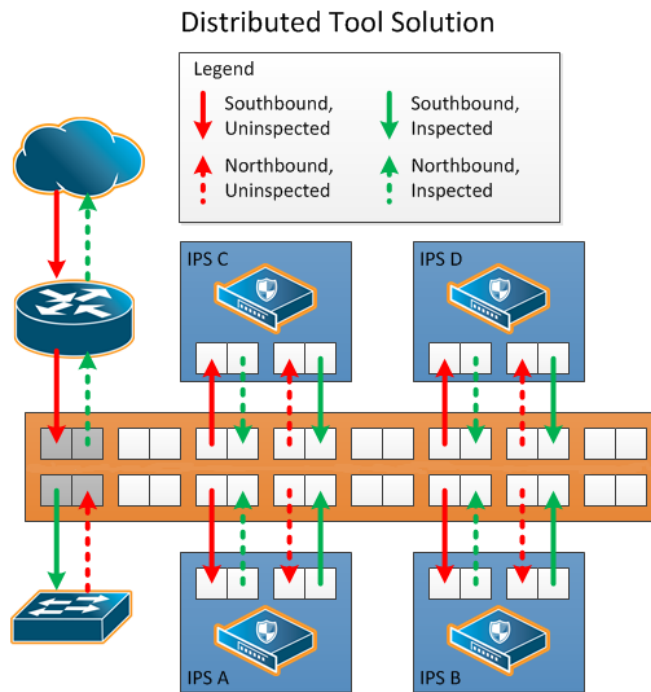 Distributed Tool Solution
Legend
Southbound,
Uninspected
Southbound,
Inspected
Northbound,
Uninspected
Northbound,
Inspected
IPS C
IPS D
IPS A
IPS B